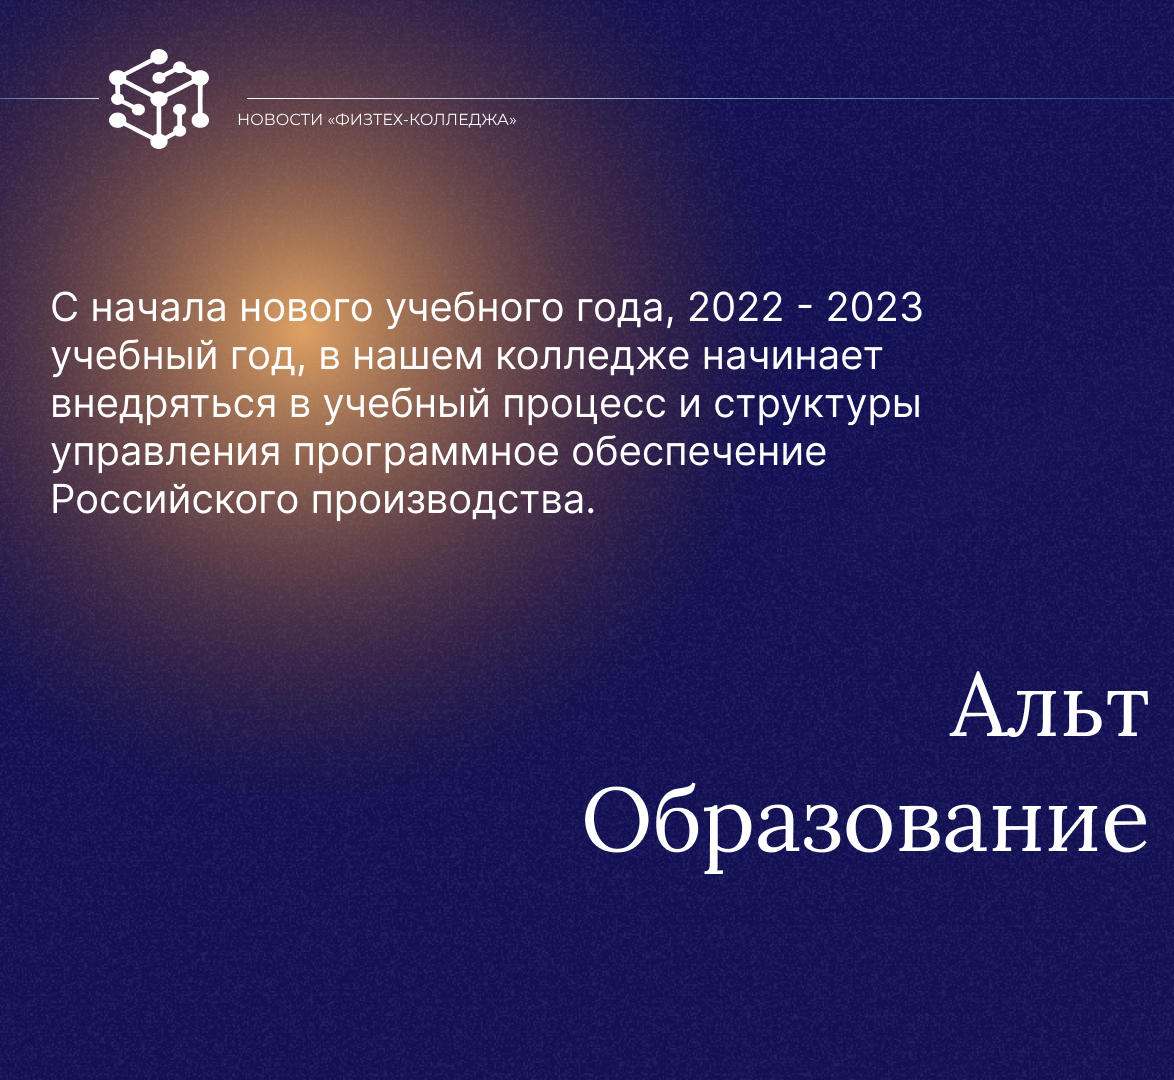 НОВОСТИ «ФИЗТЕХ-КОЛЛЕДЖА»
С начала нового учебного года, 2022 - 2023
учебный год, в нашем колледже начинает
внедряться в учебный процесс и структуры
управления программное обеспечение
Российского производства.
Альт
Образование